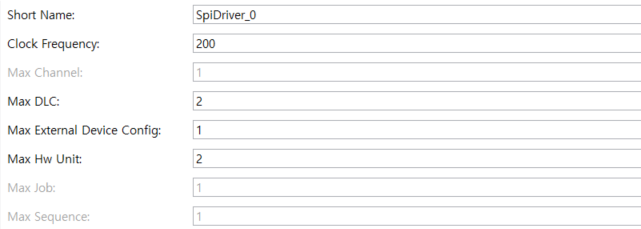 Short Name: SpiDriver_0
Clock Frequency: 200
Max Channel: 1
Max DLC: 2
Max External Device Config: 1
Max Hw Unit: 2
Max Job: 1
Max Sequence: 1